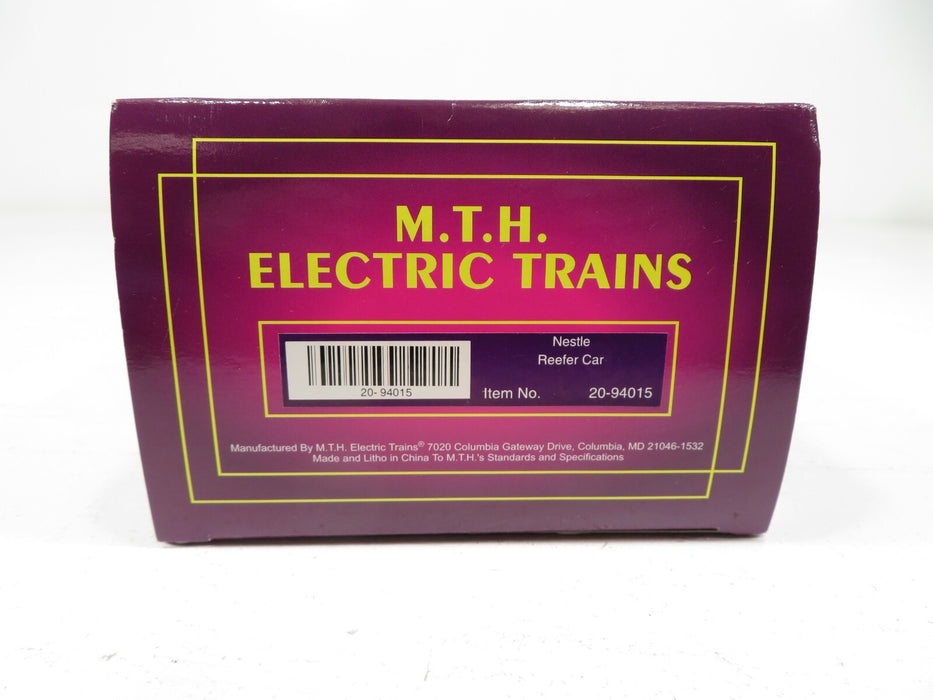 M.T.H.
ELECTRIC TRAINS
Nestle
Reefer Car
20-94015
Item No. 20-94015
Manufactured By M.T.H. Electric Trains® 7020 Columbia Gateway Drive, Columbia, MD 21046-1532
Made and Litho in China To M.T.H.'s Standards and Specifications